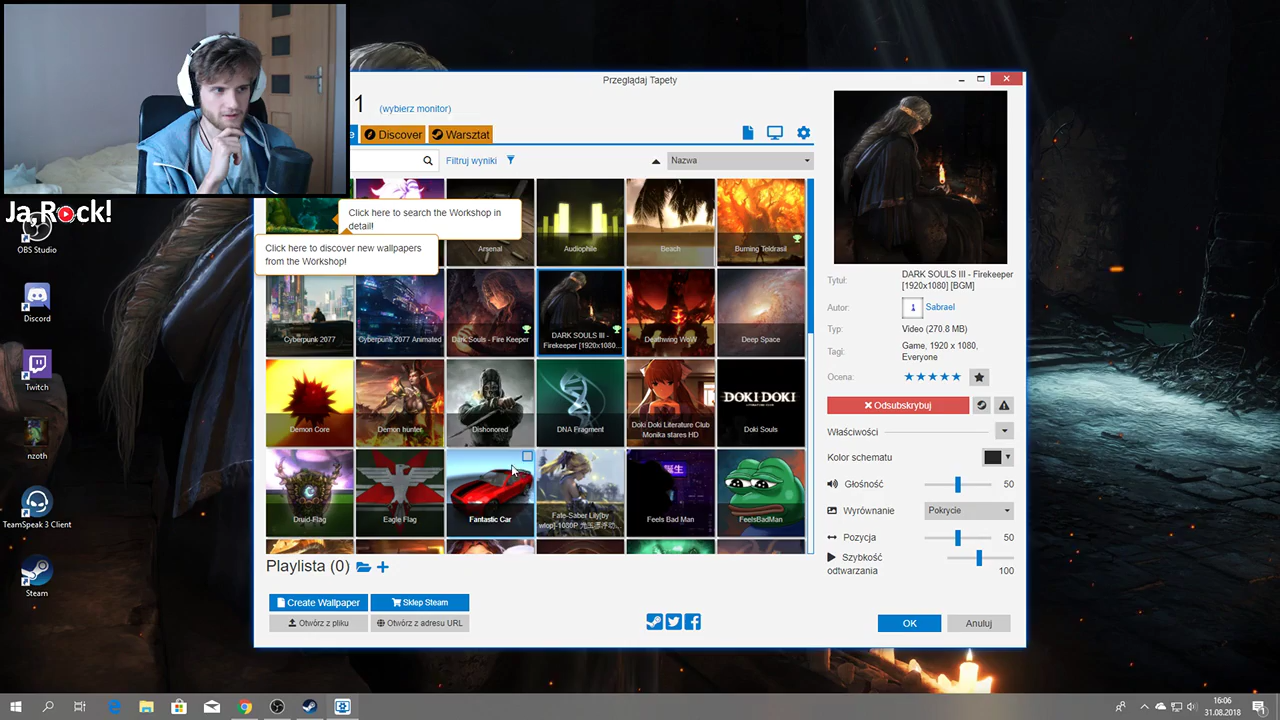 Przeglądaj Tapety
1
(wybierz monitor)
Discover
Warsztat
Filtruj wyniki
Nazwa
Click here to search the Workshop in
detail!
Click here to discover new wallpapers
from the Workshop!
Arsenal
Audiophile
Beach
Burning Teldrasil
Cyberpunk 2077
Cyberpunk 2077 Animated
Dark Souls - Fire Keeper
DARK SOULS III -
Firekeeper [1920x1080...
Deathwing WoW
Deep Space
Demon Core
Demon hunter
Dishonored
DNA Fragment
Doki Doki Literature Club
Monika stares HD
DOKI DOKI
Doki Souls
Druid-Flag
Eagle Flag
Fantastic Car
Fate-Saber Lily[by
Feels Bad Man
FeelsBadMan
Playlista (0)
Create Wallpaper
Sklep Steam
Otwórz z pliku
Otwórz z adresu URL
Tytuł:
DARK SOULS III - Firekeeper
[1920x1080] [BGM]
Autor:
1
Sabrael
Typ:
Video (270.8 MB)
Tagi:
Game, 1920 x 1080,
Everyone
Ocena:
Odsubskrybuj
Właściwości
Kolor schematu
Głośność
50
Wyrównanie
Pokrycie
Pozycja
50
Szybkość
odtwarzania
100
OK
Anuluj
Ja Rock!
OBS Studio
Discord
Twitch
nzoth
TeamSpeak 3 Client
Steam
16:06
31.08.2018
1